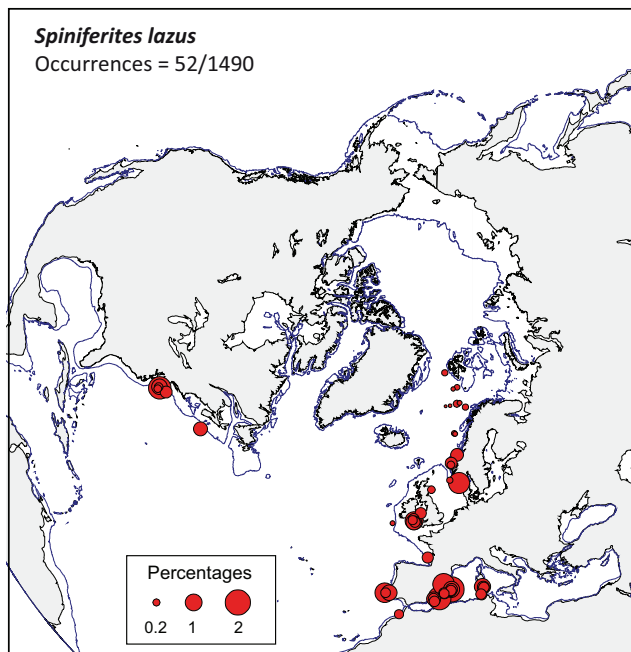 Spiniferites lazus
Occurrences = 52/1490
Percentages
0.2 1 2